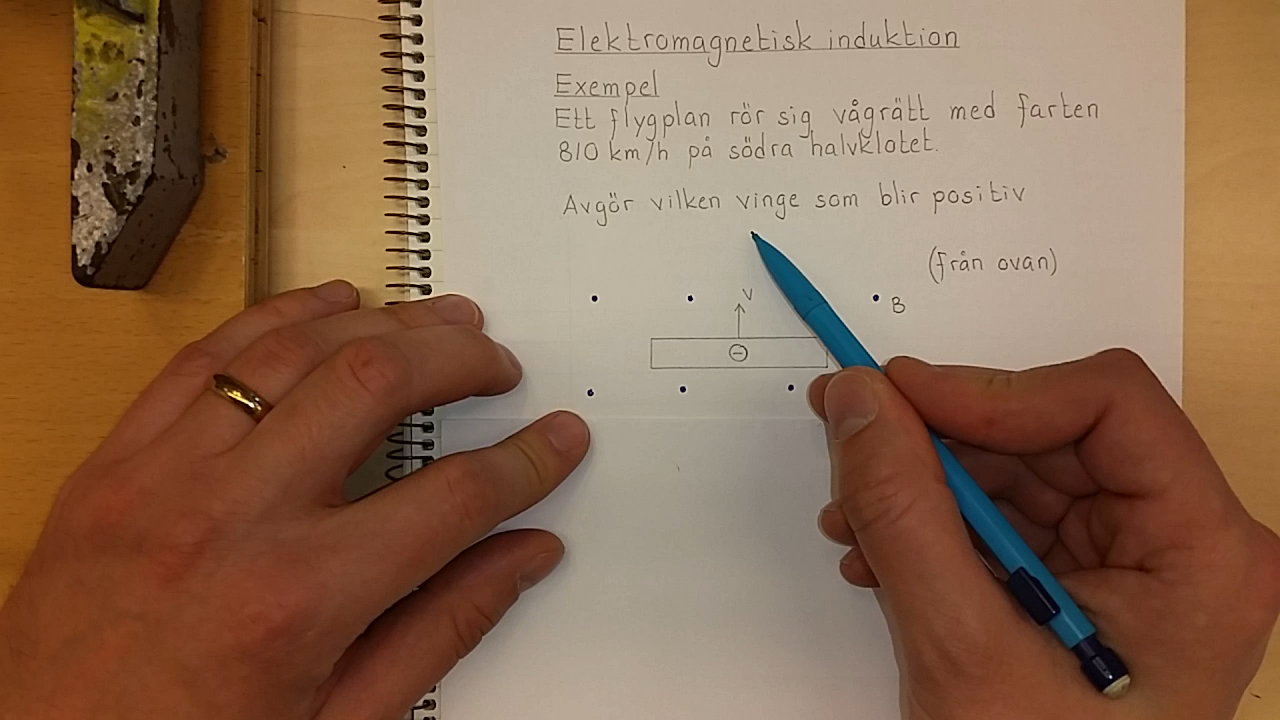 Elektromagnetisk induktion
Exempel
Ett flygplan rör sig vågrätt med farten
810 km/h på södra halvklotet.
Avgör vilken vinge som blir positiv
(från ovan)
v
B